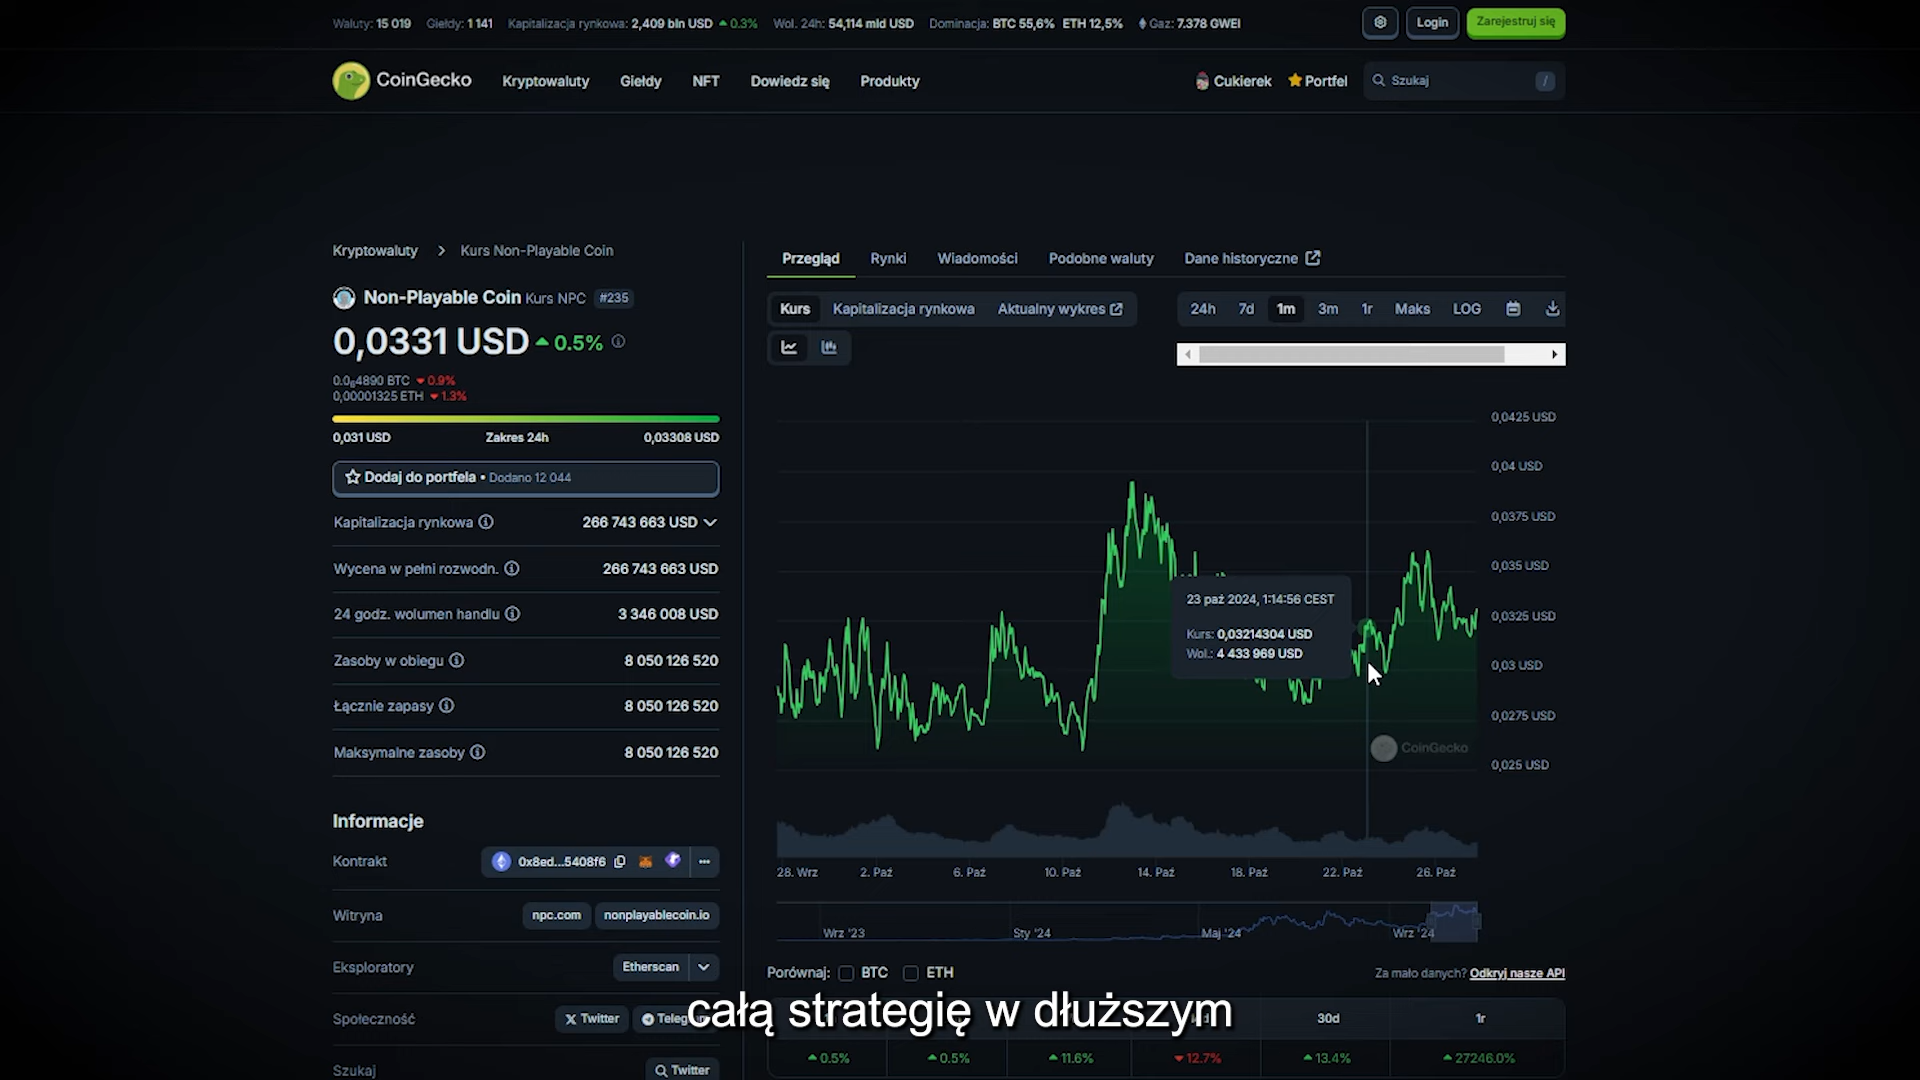 Waluty: 15 019 Giełdy: 1 141 Kapitalizacja rynkowa: 2,409 bln USD 0.3% Wol. 24h: 54,114 mld USD Dominacja: BTC 55,6% ETH 12,5% Gaz: 7.378 GWEI Login Zarejestruj się
CoinGecko Kryptowaluty Giełdy NFT Dowiedz się Produkty Cukierek Portfel Szukaj /
Kryptowaluty > Kurs Non-Playable Coin
Non-Playable Coin Kurs NPC #235
0,0331 USD 0.5%
0.0₆4890 BTC 0.9%
0,00001325 ETH 1.3%
0,031 USD Zakres 24h 0,03308 USD
Dodaj do portfela • Dodano 12 044
Kapitalizacja rynkowa 266 743 663 USD
Wycena w pełni rozwodn. 266 743 663 USD
24 godz. wolumen handlu 3 346 008 USD
Zasoby w obiegu 8 050 126 520
Łącznie zapasy 8 050 126 520
Maksymalne zasoby 8 050 126 520
Informacje
Kontrakt 0x8ed...5408f6
Witryna npc.com nonplayablecoin.io
Eksploratory Etherscan
Społeczność Twitter
Szukaj Twitter
Przegląd Rynki Wiadomości Podobne waluty Dane historyczne
Kurs Kapitalizacja rynkowa Aktualny wykres 24h 7d 1m 3m 1r Maks LOG
0,0425 USD
0,04 USD
0,0375 USD
0,035 USD
0,0325 USD
0,03 USD
0,0275 USD
0,025 USD
23 paź 2024, 1:14:56 CEST
Kurs: 0,03214304 USD
Wol.: 4 433 969 USD
CoinGecko
28. Wrz 2. Paź 6. Paź 10. Paź 14. Paź 18. Paź 22. Paź 26. Paź
Wrz '23 Sty '24 Maj '24 Wrz '24
Porównaj: BTC ETH Za mało danych? Odkryj nasze API
30d 1r
0.5% 0.5% 11.6% 12.7% 13.4% 27246.0%
całą strategię w dłuższym